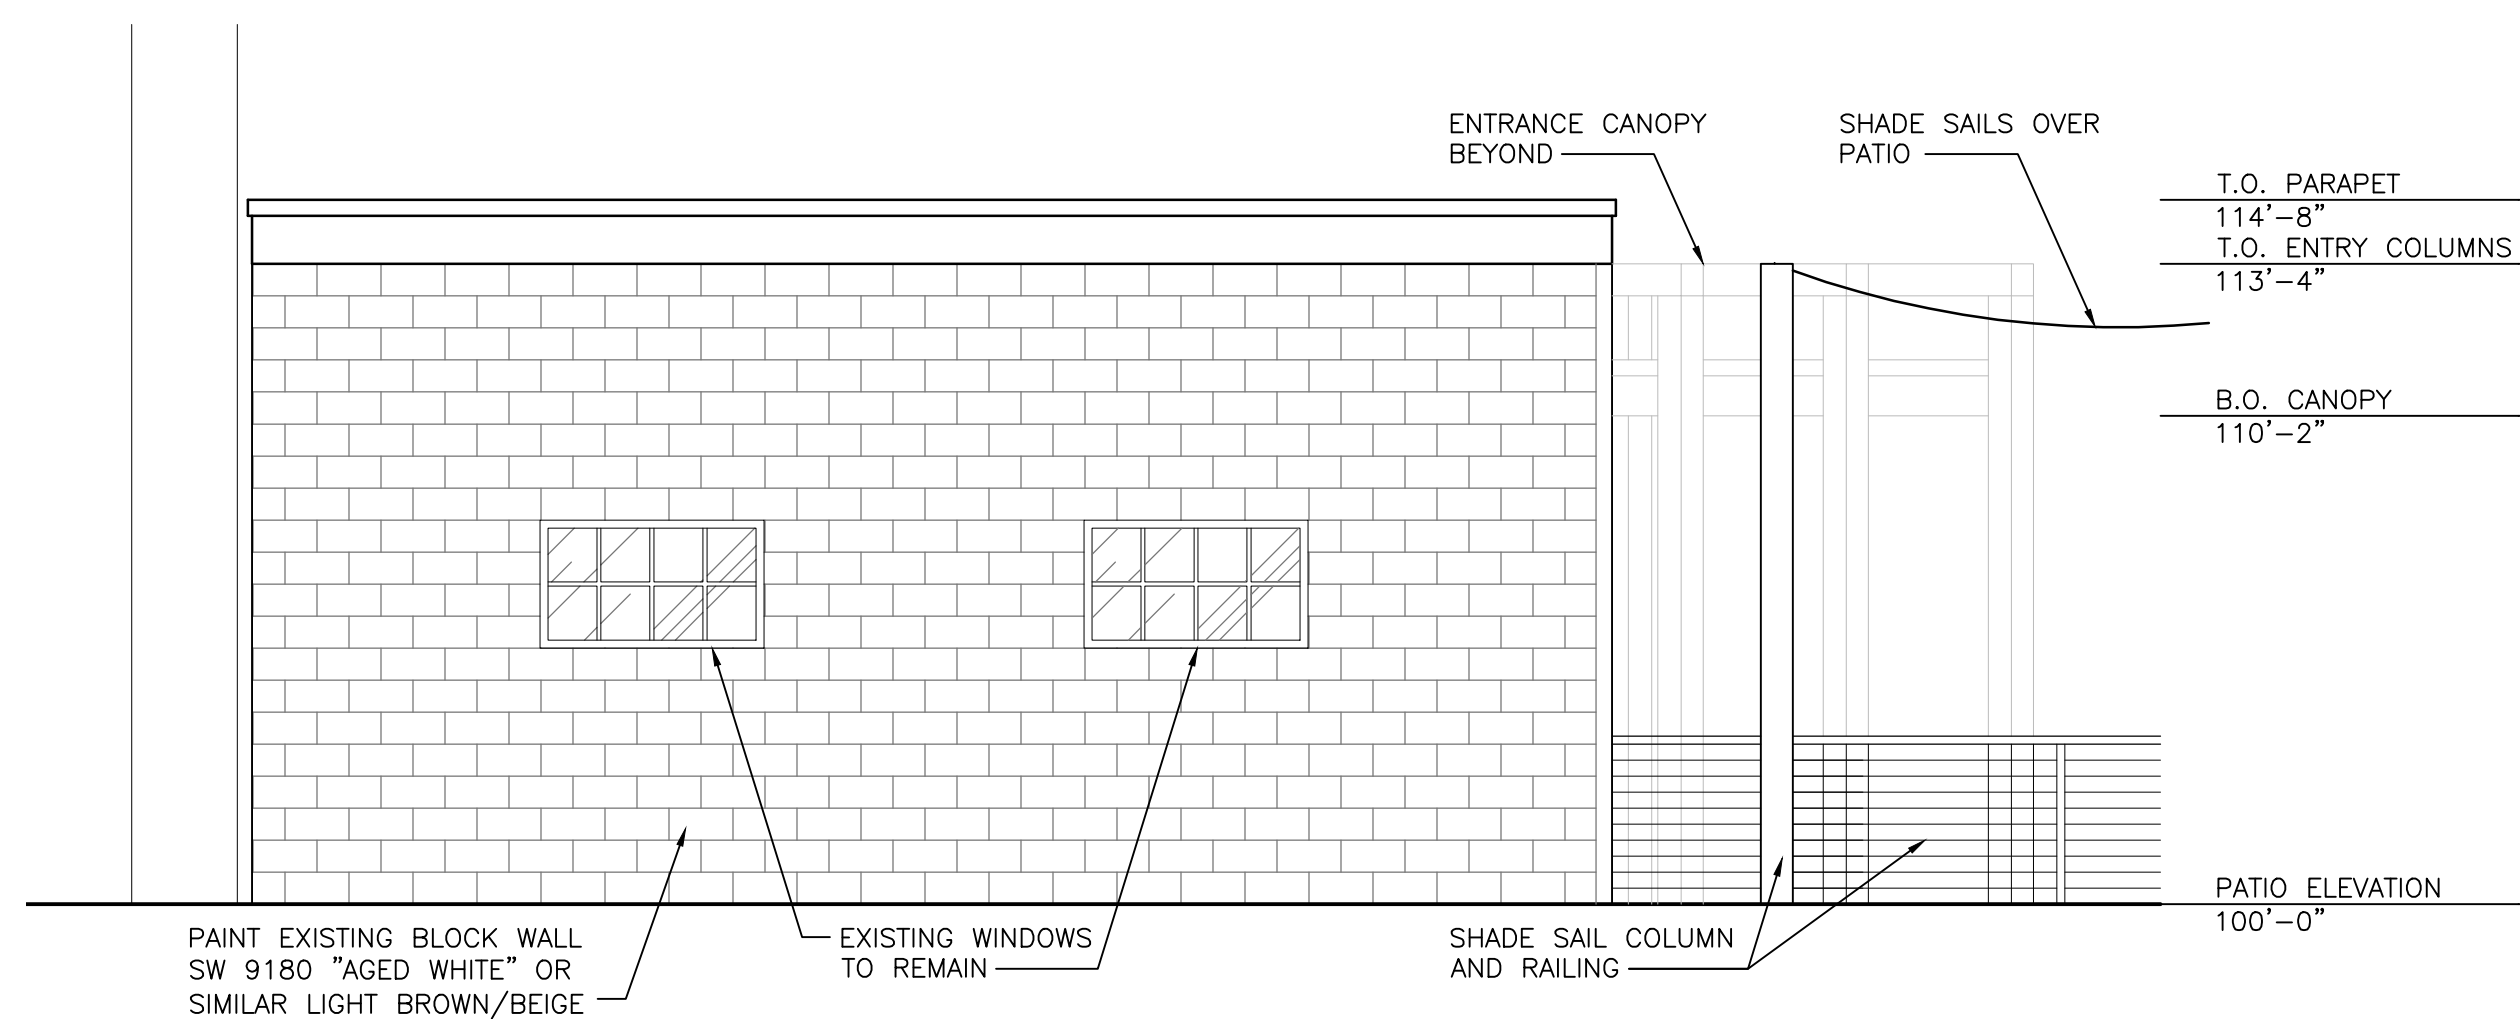 ENTRANCE CANOPY
BEYOND
SHADE SAILS OVER
PATIO
T.O. PARAPET
114'-8"
T.O. ENTRY COLUMNS
113'-4"
B.O. CANOPY
110'-2"
PATIO ELEVATION
100'-0"
PAINT EXISTING BLOCK WALL
SW 9180 "AGED WHITE" OR
SIMILAR LIGHT BROWN/BEIGE
EXISTING WINDOWS
TO REMAIN
SHADE SAIL COLUMN
AND RAILING